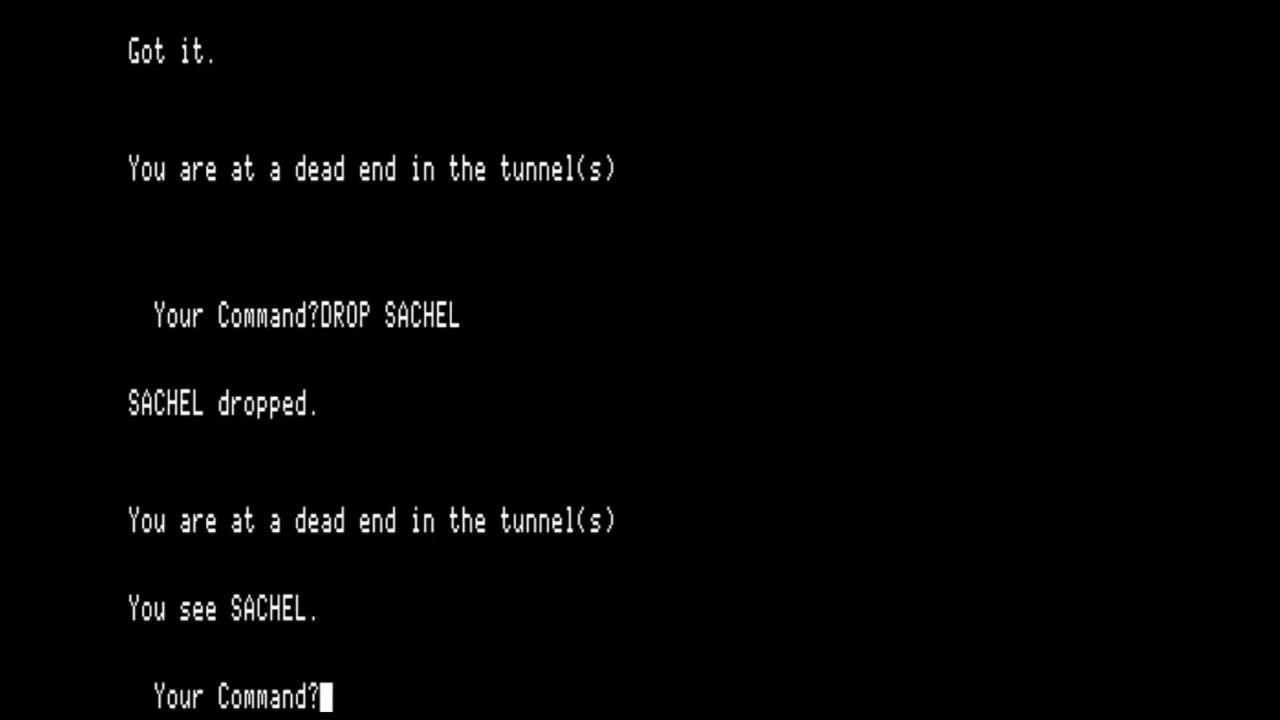 Got it.
You are at a dead end in the tunnel(s)
Your Command?DROP SACHEL
SACHEL dropped.
You are at a dead end in the tunnel(s)
You see SACHEL.
Your Command?